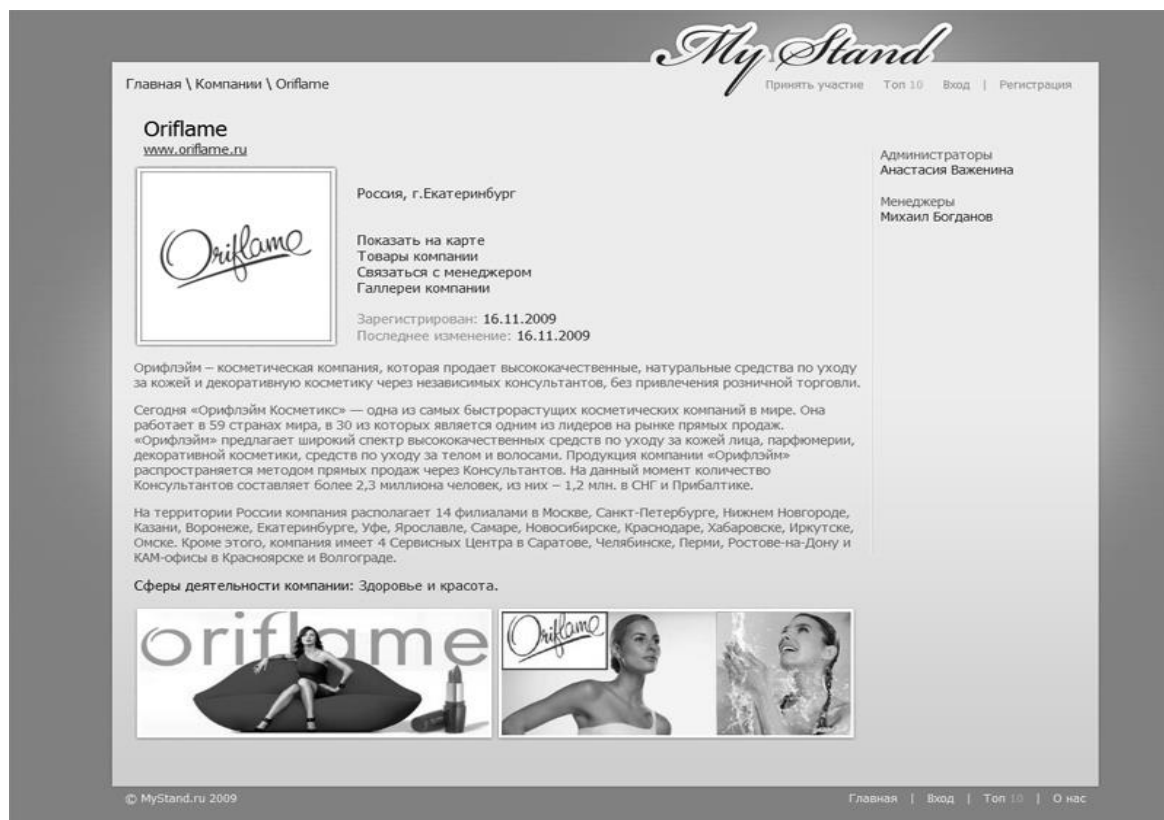 My Stand
Главная \ Компании \ Oriflame
Принять участие Топ 10 Вход | Регистрация
Oriflame
www.oriflame.ru
Oriflame
Россия, г.Екатеринбург
Показать на карте
Товары компании
Связаться с менеджером
Галлереи компании
Зарегистрирован: 16.11.2009
Последнее изменение: 16.11.2009
Администраторы
Анастасия Важенина
Менеджеры
Михаил Богданов
Орифлэйм – косметическая компания, которая продает высококачественные, натуральные средства по уходу
за кожей и декоративную косметику через независимых консультантов, без привлечения розничной торговли.
Сегодня «Орифлэйм Косметикс» — одна из самых быстрорастущих косметических компаний в мире. Она
работает в 59 странах мира, в 30 из которых является одним из лидеров на рынке прямых продаж.
«Орифлэйм» предлагает широкий спектр высококачественных средств по уходу за кожей лица, парфюмерии,
декоративной косметики, средств по уходу за телом и волосами. Продукция компании «Орифлэйм»
распространяется методом прямых продаж через Консультантов. На данный момент количество
Консультантов составляет более 2,3 миллиона человек, из них – 1,2 млн. в СНГ и Прибалтике.
На территории России компания располагает 14 филиалами в Москве, Санкт-Петербурге, Нижнем Новгороде,
Казани, Воронеже, Екатеринбурге, Уфе, Ярославле, Самаре, Новосибирске, Краснодаре, Хабаровске, Иркутске,
Омске. Кроме этого, компания имеет 4 Сервисных Центра в Саратове, Челябинске, Перми, Ростове-на-Дону и
КАМ-офисы в Красноярске и Волгограде.
Сферы деятельности компании: Здоровье и красота.
oriflame
Oriflame
© MyStand.ru 2009
Главная | Вход | Топ 10 | О нас